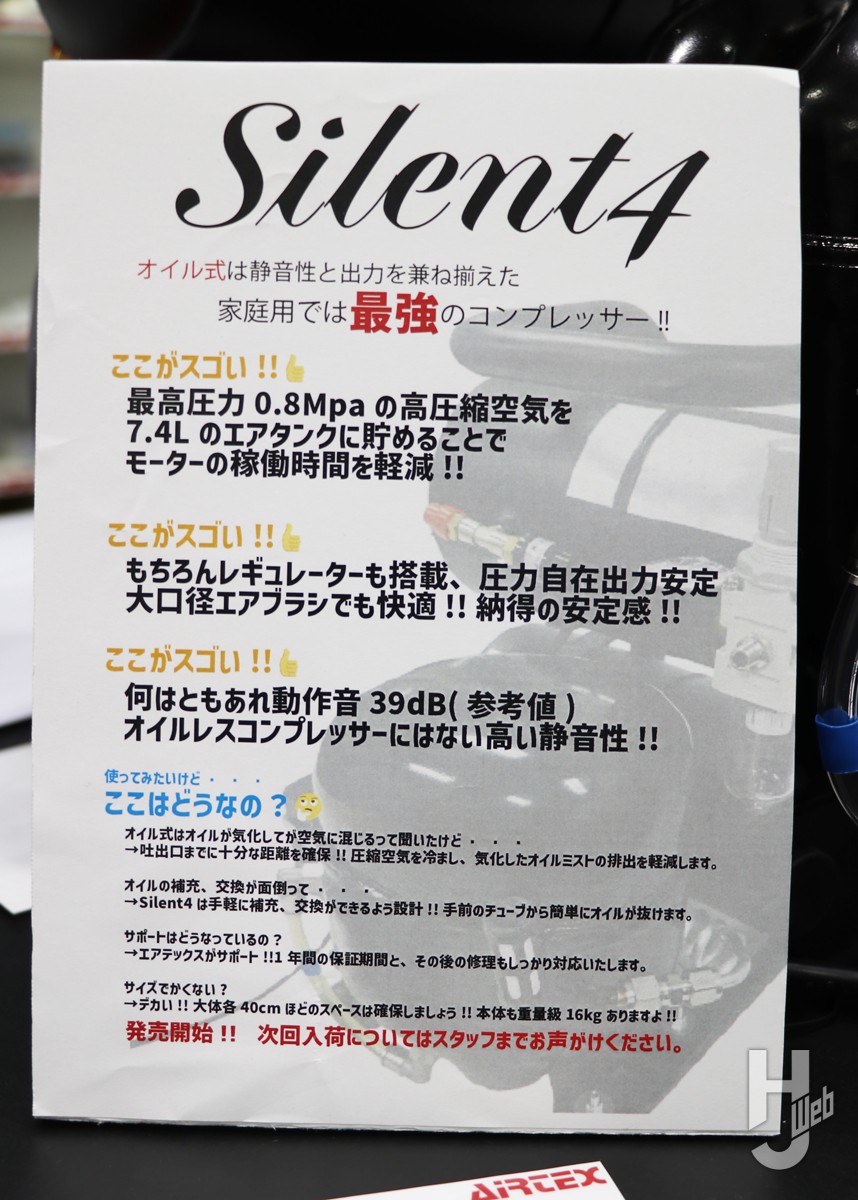 Silent4
オイル式は静音性と出力を兼ね揃えた
家庭用では最強のコンプレッサー!!
ここがスゴい!!👍
最高圧力 0.8Mpa の高圧縮空気を
7.4L のエアタンクに貯めることで
モーターの稼働時間を軽減!!
ここがスゴい!!👍
もちろんレギュレーターも搭載、圧力自在出力安定
大口径エアブラシでも快適!! 納得の安定感!!
ここがスゴい!!👍
何はともあれ動作音 39dB( 参考値 )
オイルレスコンプレッサーにはない高い静音性!!
使ってみたいけど・・・
ここはどうなの?🤔
オイル式はオイルが気化してが空気に混じるって聞いたけど・・・
→吐出口までに十分な距離を確保!! 圧縮空気を冷まし、気化したオイルミストの排出を軽減します。
オイルの補充、交換が面倒って・・・
→Silent4 は手軽に補充、交換ができるよう設計!! 手前のチューブから簡単にオイルが抜けます。
サポートはどうなっているの?
→エアテックスがサポート!!1 年間の保証期間と、その後の修理もしっかり対応いたします。
サイズでかくない?
→デカい!! 大体各 40cm ほどのスペースは確保しましょう!! 本体も重量級 16kg ありますよ!!
発売開始!! 次回入荷についてはスタッフまでお声がけください。
HJ Web
AIRTEX